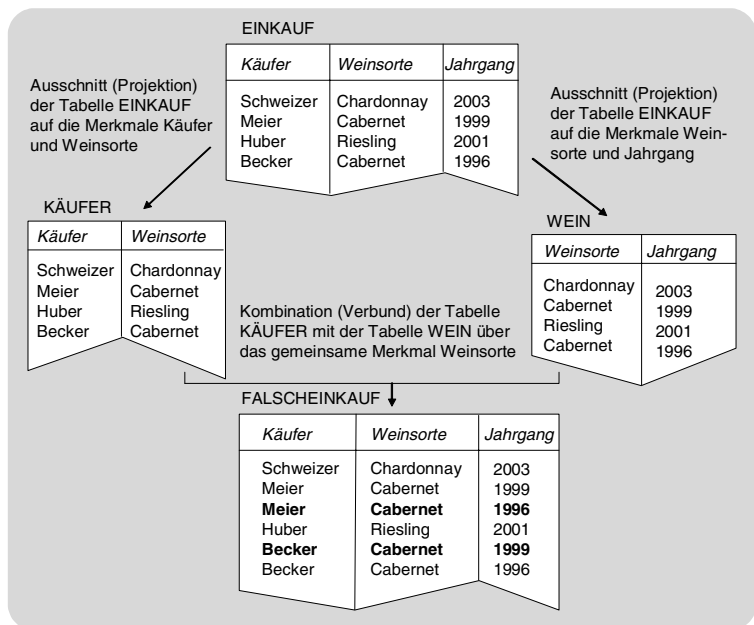 EINKAUF
Käufer Weinsorte Jahrgang
Schweizer Chardonnay 2003
Meier Cabernet 1999
Huber Riesling 2001
Becker Cabernet 1996
Ausschnitt (Projektion)
der Tabelle EINKAUF
auf die Merkmale Käufer
und Weinsorte
Ausschnitt (Projektion)
der Tabelle EINKAUF
auf die Merkmale Wein-
sorte und Jahrgang
KÄUFER
Käufer Weinsorte
Schweizer Chardonnay
Meier Cabernet
Huber Riesling
Becker Cabernet
WEIN
Weinsorte Jahrgang
Chardonnay 2003
Cabernet 1999
Riesling 2001
Cabernet 1996
Kombination (Verbund) der Tabelle
KÄUFER mit der Tabelle WEIN über
das gemeinsame Merkmal Weinsorte
FALSCHEINKAUF
Käufer Weinsorte Jahrgang
Schweizer Chardonnay 2003
Meier Cabernet 1999
Meier Cabernet 1996
Huber Riesling 2001
Becker Cabernet 1999
Becker Cabernet 1996